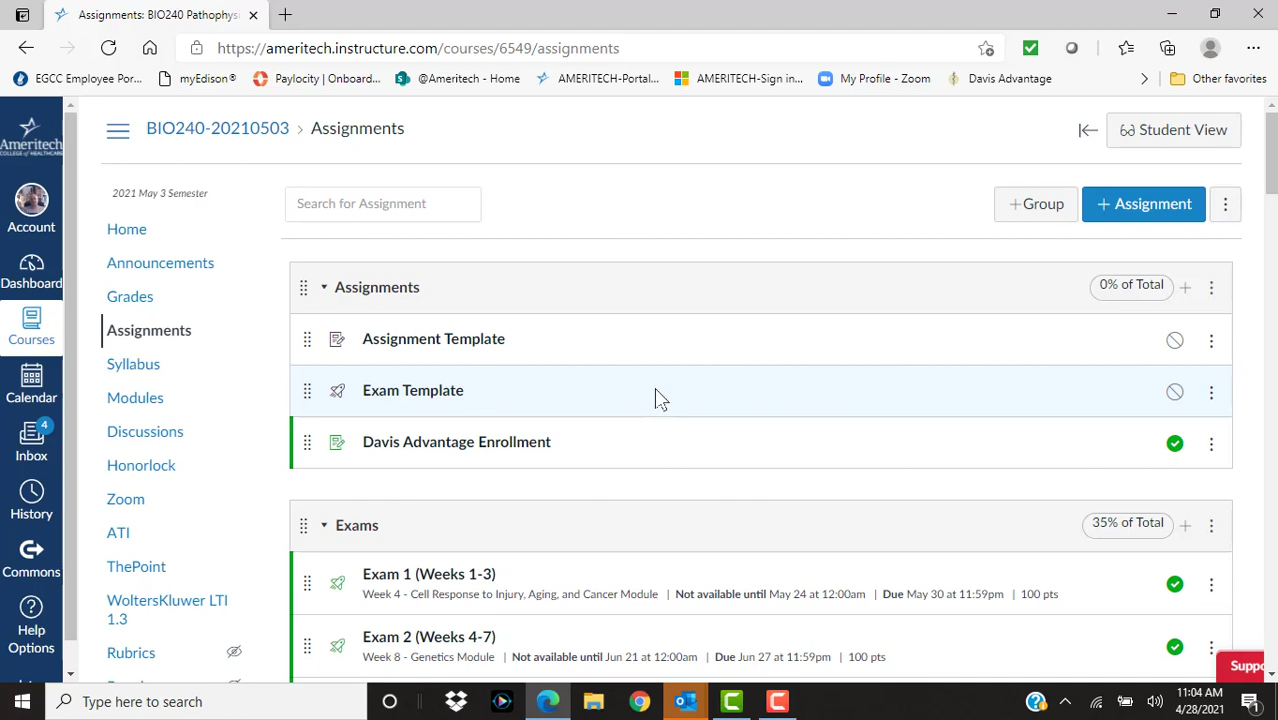 Assignments: BIO240 Pathophys
https://ameritech.instructure.com/courses/6549/assignments
EGCC Employee Por...
myEdison®
Paylocity | Onboard...
@Ameritech - Home
AMERITECH-Portal...
AMERITECH-Sign in...
My Profile - Zoom
Davis Advantage
Other favorites
Ameritech
COLLEGE OF HEALTHCARE
Account
Dashboard
Courses
Calendar
4
Inbox
History
Commons
Help
Options
BIO240-20210503 › Assignments
Student View
2021 May 3 Semester
Home
Announcements
Grades
Assignments
Syllabus
Modules
Discussions
Honorlock
Zoom
ATI
ThePoint
WoltersKluwer LTI
1.3
Rubrics
Search for Assignment
+ Group
+ Assignment
Assignments
0% of Total
Assignment Template
Exam Template
Davis Advantage Enrollment
Exams
35% of Total
Exam 1 (Weeks 1-3)
Week 4 - Cell Response to Injury, Aging, and Cancer Module | Not available until May 24 at 12:00am | Due May 30 at 11:59pm | 100 pts
Exam 2 (Weeks 4-7)
Week 8 - Genetics Module | Not available until Jun 21 at 12:00am | Due Jun 27 at 11:59pm | 100 pts
Suppo
Type here to search
11:04 AM
4/28/2021
1